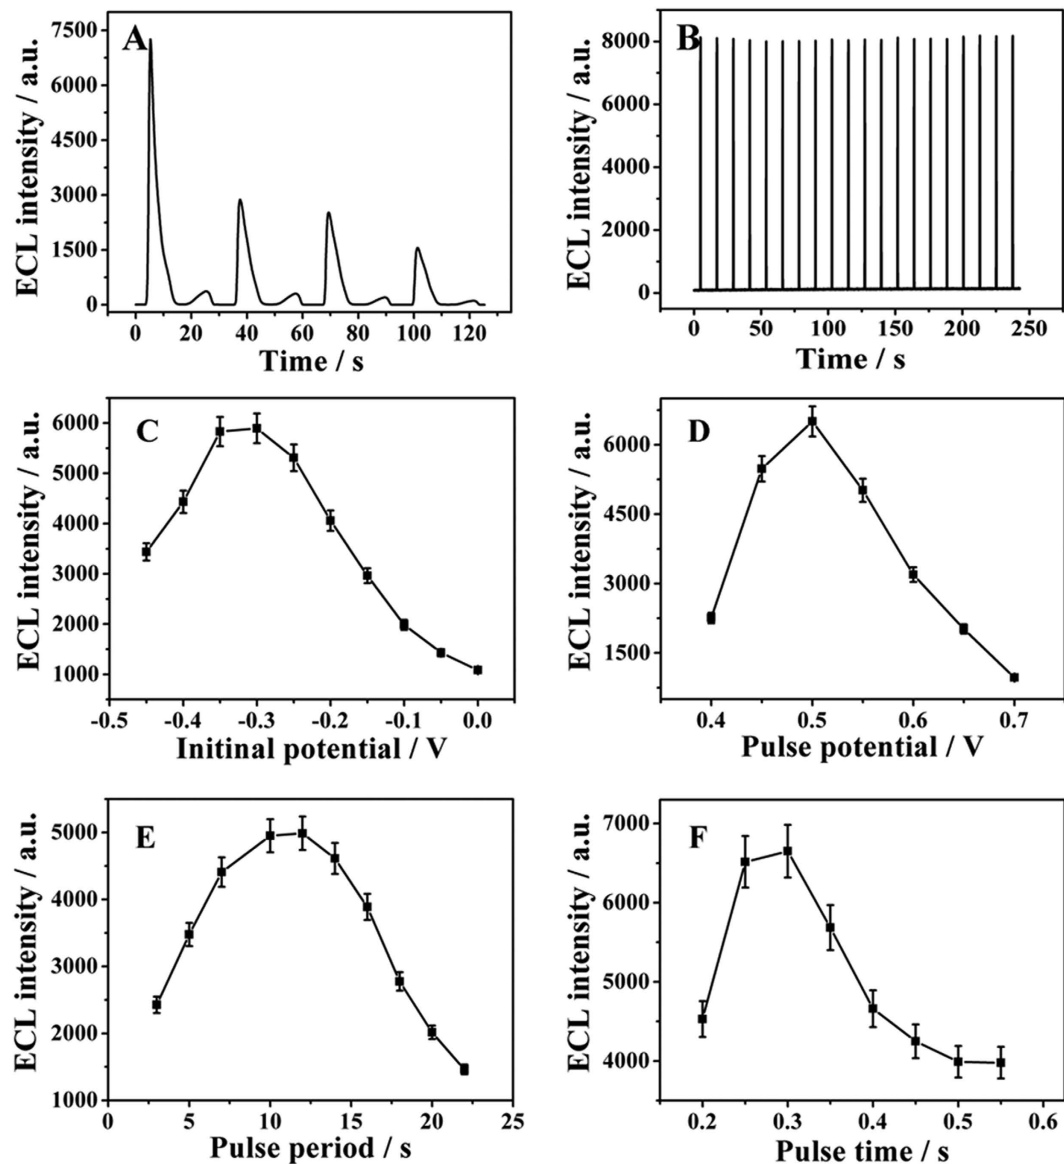 A
ECL intensity / a.u.
7500
6000
4500
3000
1500
0
0 20 40 60 80 100 120
Time / s
B
ECL intensity / a.u.
8000
6000
4000
2000
0
0 50 100 150 200 250
Time / s
C
ECL intensity / a.u.
6000
5000
4000
3000
2000
1000
-0.5 -0.4 -0.3 -0.2 -0.1 0.0
Initinal potential / V
D
ECL intensity / a.u.
6000
4500
3000
1500
0.4 0.5 0.6 0.7
Pulse potential / V
E
ECL intensity / a.u.
5000
4000
3000
2000
1000
0 5 10 15 20 25
Pulse period / s
F
ECL intensity / a.u.
7000
6000
5000
4000
0.2 0.3 0.4 0.5 0.6
Pulse time / s